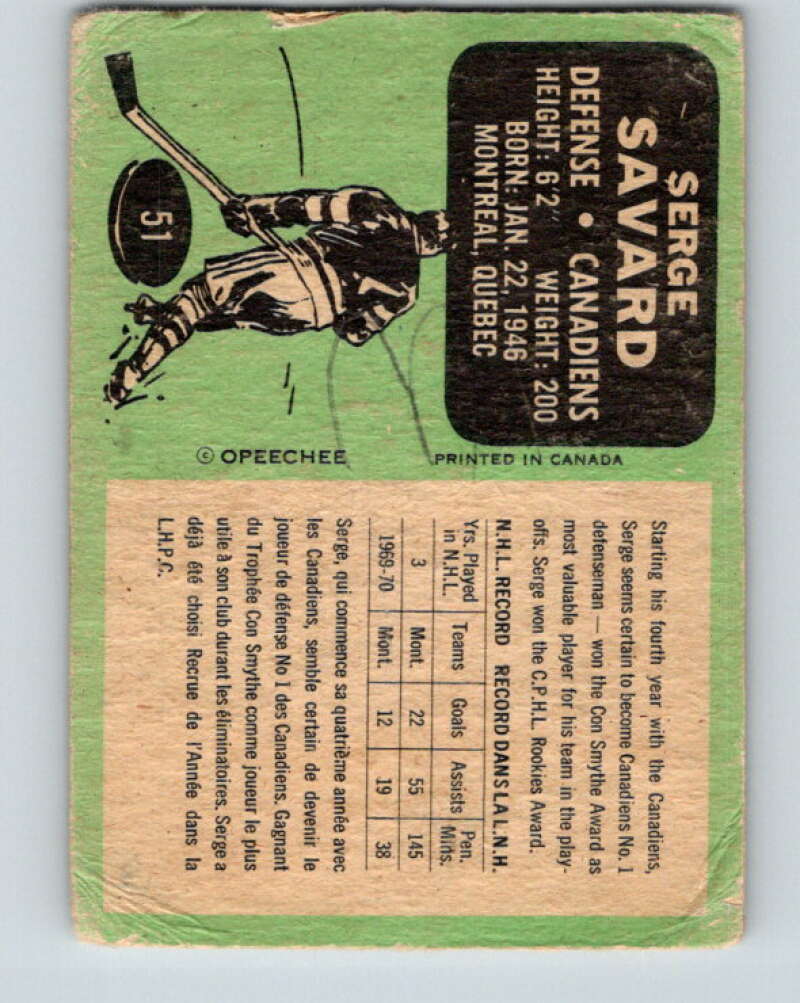 SERGE
SAVARD
DEFENSE • CANADIENS
HEIGHT: 6'2" WEIGHT: 200
BORN: JAN. 22, 1946
MONTREAL, QUEBEC
51
© OPEECHEE
PRINTED IN CANADA
Starting his fourth year with the Canadiens,
Serge seems certain to become Canadiens No. 1
defenseman — won the Con Smythe Award as
most valuable player for his team in the play-
offs. Serge won the C.P.H.L. Rookies Award.
N.H.L. RECORD RECORD DANS LA L.N.H.
Yrs. Played in N.H.L. Teams Goals Assists Pen. Mins.
3 Mont. 22 55 145
1969-70 Mont. 12 19 38
Serge, qui commence sa quatrième année avec
les Canadiens, semble certain de devenir le
joueur de défense No 1 des Canadiens. Gagnant
du Trophée Con Smythe comme joueur le plus
utile à son club durant les éliminatoires. Serge a
déjà été choisi Recrue de l'Année dans la
L.H.P.C.